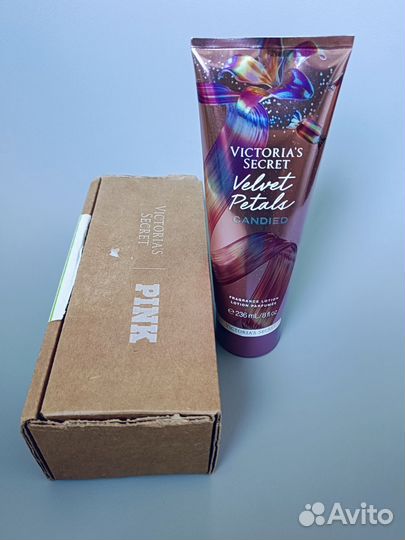 VICTORIA'S
SECRET
PINK
VICTORIA'S
SECRET
Velvet
Petals
CANDIED
FRAGRANCE LOTION
LOTION PARFUMÉE
℮ 236 mL/8 fl oz
VICTORIA'S SECRET
Avito